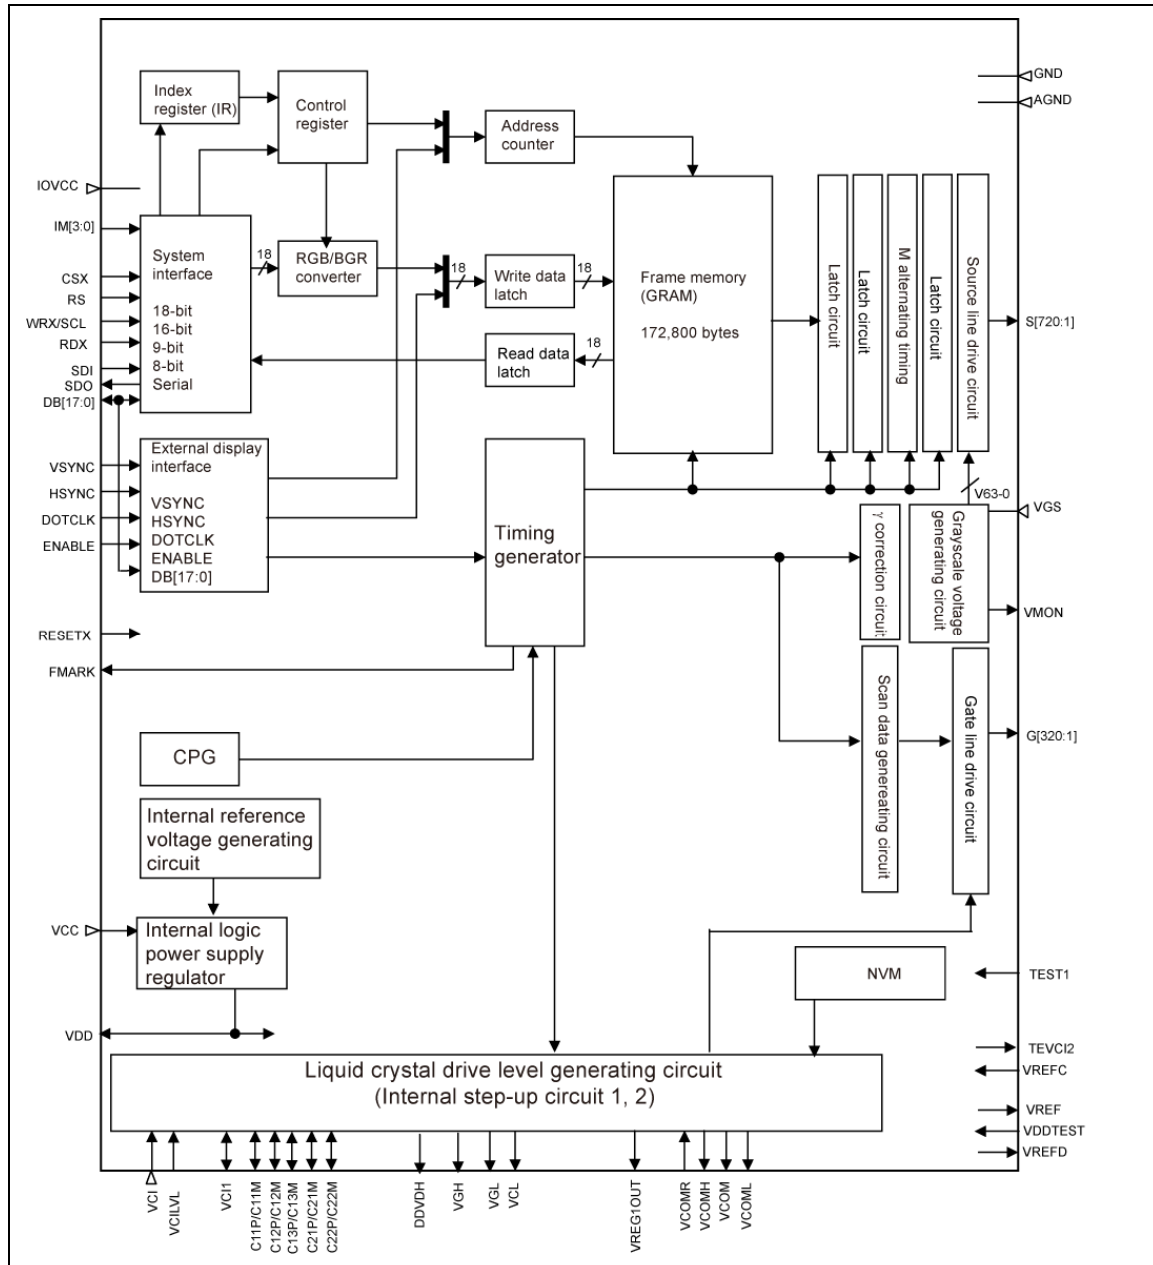 Index
register (IR)
Control
register
Address
counter
GND
AGND
IOVCC
IM[3:0]
CSX
RS
WRX/SCL
RDX
SDI
SDO
DB[17:0]
System
interface
18-bit
16-bit
9-bit
8-bit
Serial
18
RGB/BGR
converter
18
Write data
latch
18
Read data
latch
18
Frame memory
(GRAM)
172,800 bytes
Latch circuit
Latch circuit
M alternating timing
Latch circuit
Source line drive circuit
S[720:1]
VSYNC
HSYNC
DOTCLK
ENABLE
External display
interface
VSYNC
HSYNC
DOTCLK
ENABLE
DB[17:0]
Timing
generator
V63-0
γ correction circuit
Grayscale voltage
generating circuit
VGS
VMON
RESETX
FMARK
Scan data genereating circuit
Gate line drive circuit
G[320:1]
CPG
Internal reference
voltage generating
circuit
VCC
Internal logic
power supply
regulator
VDD
NVM
TEST1
TEVCI2
VREFC
VREF
VDDTEST
VREFD
Liquid crystal drive level generating circuit
(Internal step-up circuit 1, 2)
VCI
VCILVL
VCI1
C11P/C11M
C12P/C12M
C13P/C13M
C21P/C21M
C22P/C22M
DDVDH
VGH
VGL
VCL
VREG1OUT
VCOMR
VCOMH
VCOM
VCOML